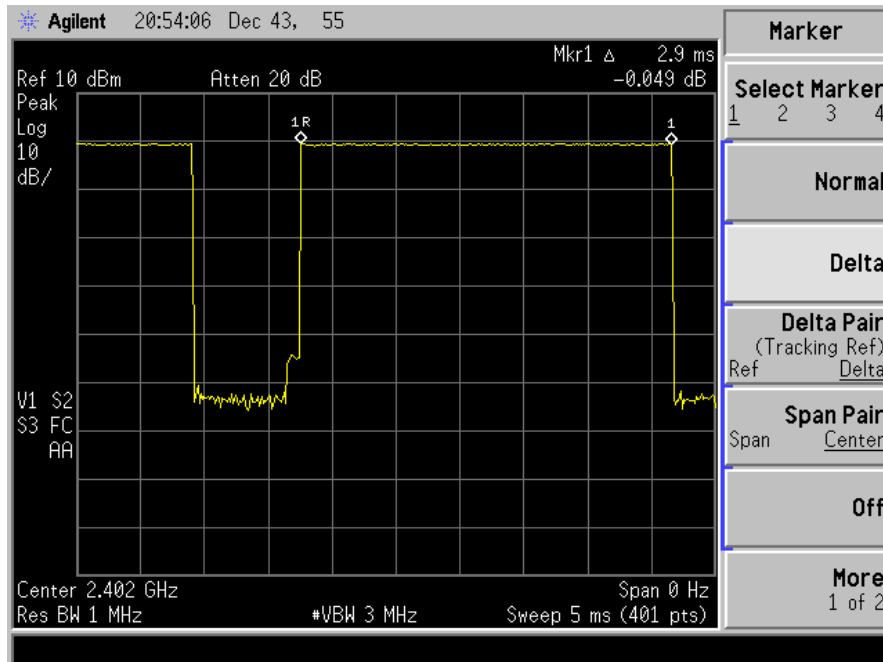 Agilent 20:54:06 Dec 43, 55
Marker
Mkr1 Δ 2.9 ms
Ref 10 dBm Atten 20 dB -0.049 dB
Peak
Log
10
dB/
1R
1
V1 S2
S3 FC
AA
Center 2.402 GHz Span 0 Hz
Res BW 1 MHz #VBW 3 MHz Sweep 5 ms (401 pts)
Select Marker
1 2 3 4
Normal
Delta
Delta Pair
(Tracking Ref)
Ref Delta
Span Pair
Span Center
Off
More
1 of 2